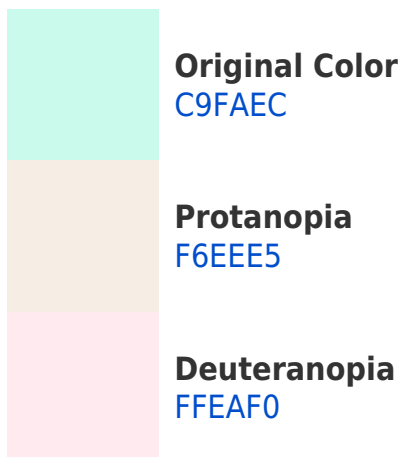 Original Color
C9FAEC
Protanopia
F6EEE5
Deuteranopia
FFEAF0